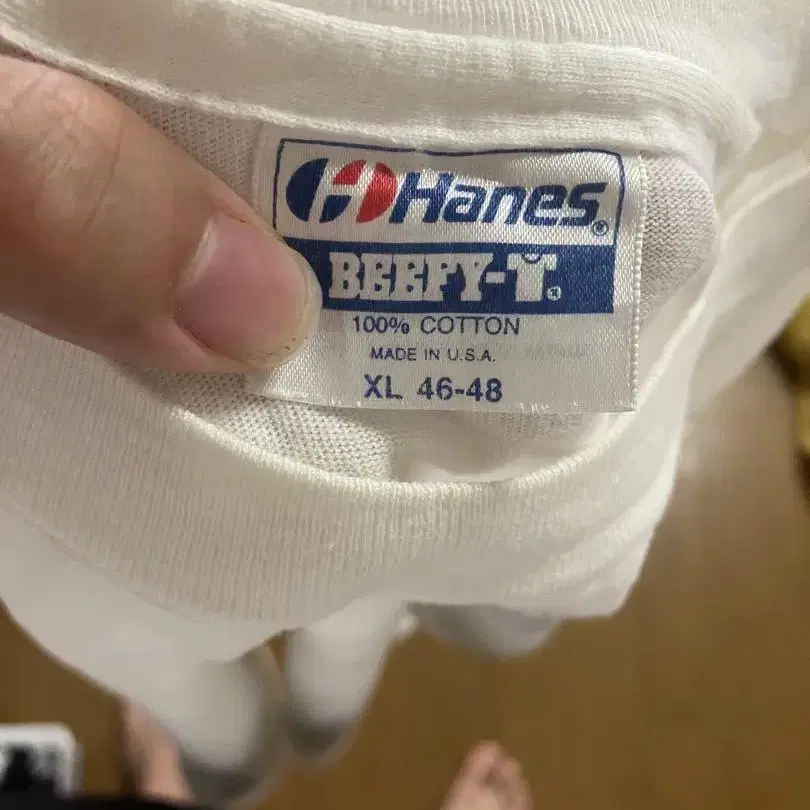 Hanes®
BEEFY-T®
100% COTTON
MADE IN U.S.A.
XL 46-48